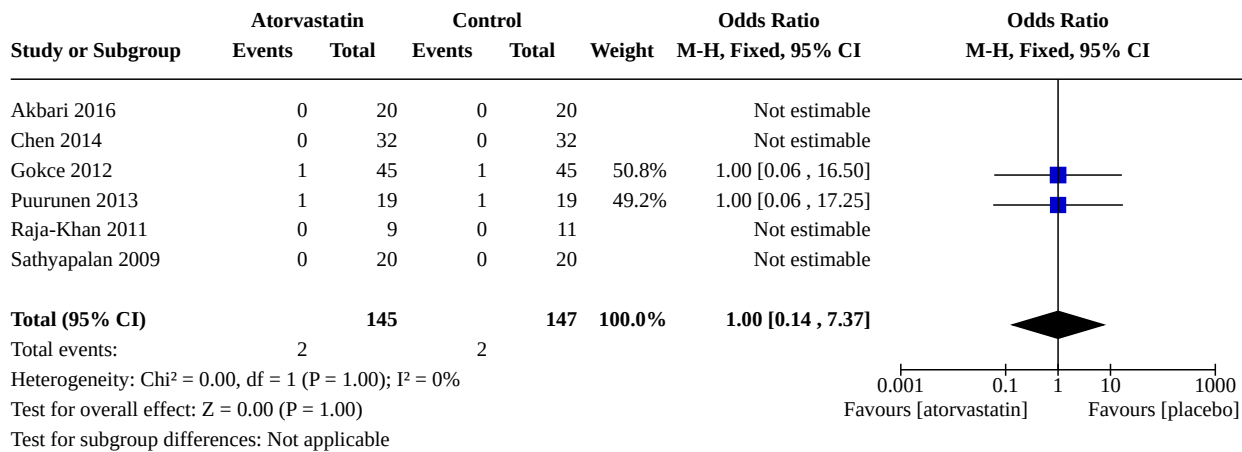 Atorvastatin Control Odds Ratio Odds Ratio
Study or Subgroup Events Total Events Total Weight M-H, Fixed, 95% CI M-H, Fixed, 95% CI
Akbari 2016 0 20 0 20 Not estimable
Chen 2014 0 32 0 32 Not estimable
Gokce 2012 1 45 1 45 50.8% 1.00 [0.06 , 16.50]
Puurunen 2013 1 19 1 19 49.2% 1.00 [0.06 , 17.25]
Raja-Khan 2011 0 9 0 11 Not estimable
Sathyapalan 2009 0 20 0 20 Not estimable
Total (95% CI) 145 147 100.0% 1.00 [0.14 , 7.37]
Total events: 2 2
Heterogeneity: Chi² = 0.00, df = 1 (P = 1.00); I² = 0%
Test for overall effect: Z = 0.00 (P = 1.00)
Test for subgroup differences: Not applicable
0.001 0.1 1 10 1000
Favours [atorvastatin] Favours [placebo]